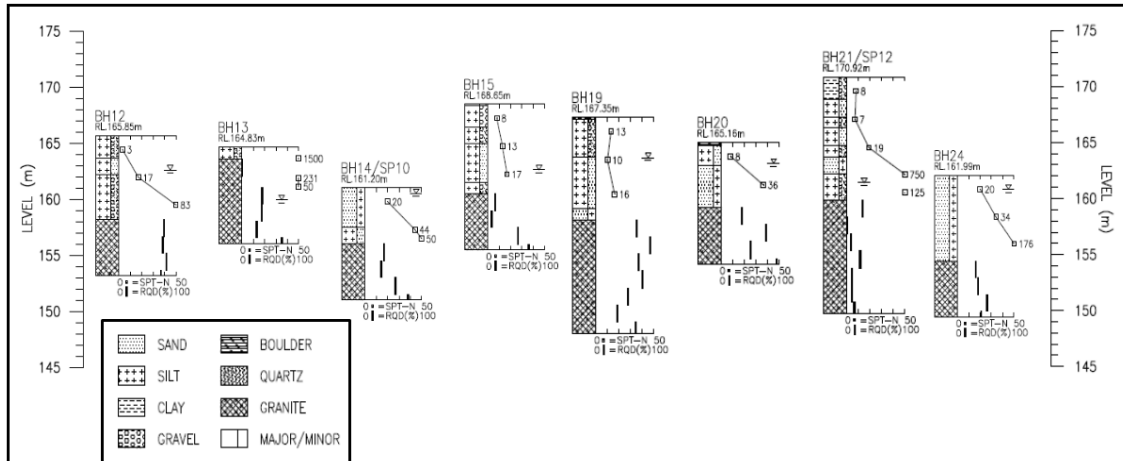 175
170
165
160
155
150
145
LEVEL (m)
BH12
RL.165.85m
3
17
83
0 ▪ =SPT-N 50
0 ▌=RQD(%)100
BH13
RL.164.83m
1500
231
50
0 ▪ =SPT-N 50
0 ▌=RQD(%)100
BH14/SP10
RL.161.20m
20
44
50
0 ▪ =SPT-N 50
0 ▌=RQD(%)100
BH15
RL.168.65m
8
13
17
0 ▪ =SPT-N 50
0 ▌=RQD(%)100
BH19
RL.167.35m
13
10
16
0 ▪ =SPT-N 50
0 ▌=RQD(%)100
BH20
RL.165.16m
8
36
0 ▪ =SPT-N 50
0 ▌=RQD(%)100
BH21/SP12
RL.170.92m
8
7
19
750
125
0 ▪ =SPT-N 50
0 ▌=RQD(%)100
BH24
RL.161.99m
20
34
176
0 ▪ =SPT-N 50
0 ▌=RQD(%)100
175
170
165
160
155
150
145
LEVEL (m)
SAND
BOULDER
SILT
QUARTZ
CLAY
GRANITE
GRAVEL
MAJOR/MINOR